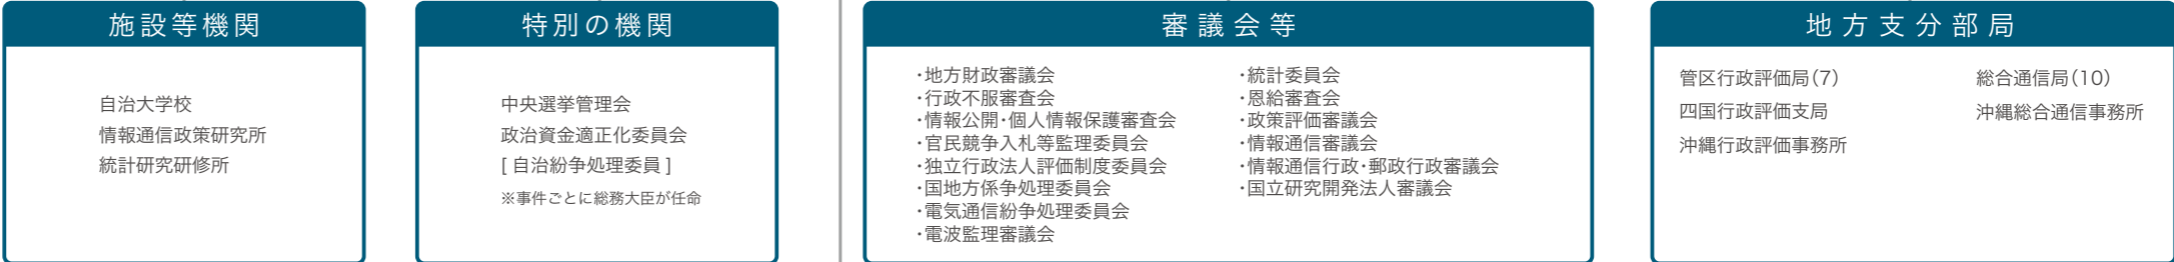 施設等機関
自治大学校
情報通信政策研究所
統計研究研修所
特別の機関
中央選挙管理会
政治資金適正化委員会
[ 自治紛争処理委員 ]
※事件ごとに総務大臣が任命
審議会等
・地方財政審議会
・行政不服審査会
・情報公開・個人情報保護審査会
・官民競争入札等監理委員会
・独立行政法人評価制度委員会
・国地方係争処理委員会
・電気通信紛争処理委員会
・電波監理審議会
・統計委員会
・恩給審査会
・政策評価審議会
・情報通信審議会
・情報通信行政・郵政行政審議会
・国立研究開発法人審議会
地方支分部局
管区行政評価局(7)
四国行政評価支局
沖縄行政評価事務所
総合通信局(10)
沖縄総合通信事務所